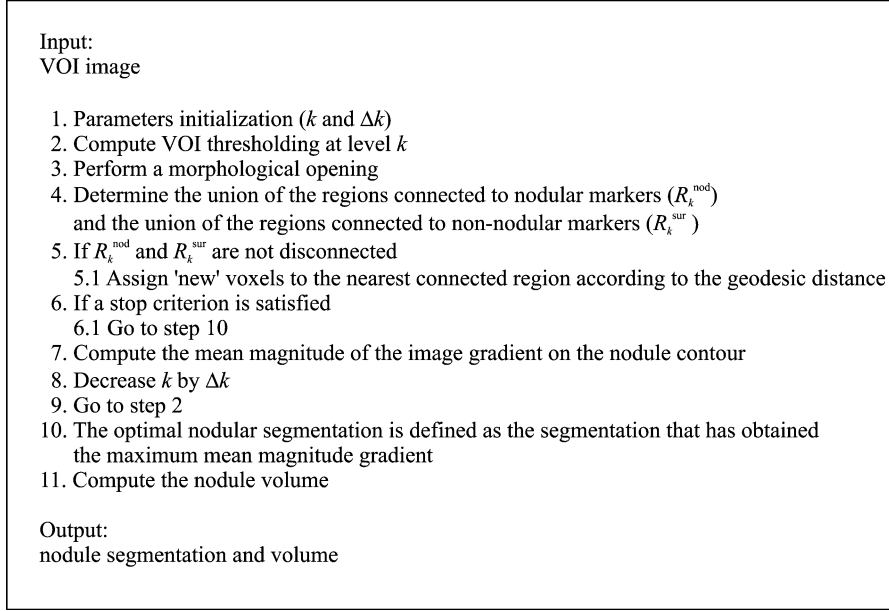 Input:
VOI image
1. Parameters initialization (k and Δk)
2. Compute VOI thresholding at level k
3. Perform a morphological opening
4. Determine the union of the regions connected to nodular markers (R_k^nod)
and the union of the regions connected to non-nodular markers (R_k^sur )
5. If R_k^nod and R_k^sur are not disconnected
5.1 Assign 'new' voxels to the nearest connected region according to the geodesic distance
6. If a stop criterion is satisfied
6.1 Go to step 10
7. Compute the mean magnitude of the image gradient on the nodule contour
8. Decrease k by Δk
9. Go to step 2
10. The optimal nodular segmentation is defined as the segmentation that has obtained
the maximum mean magnitude gradient
11. Compute the nodule volume
Output:
nodule segmentation and volume